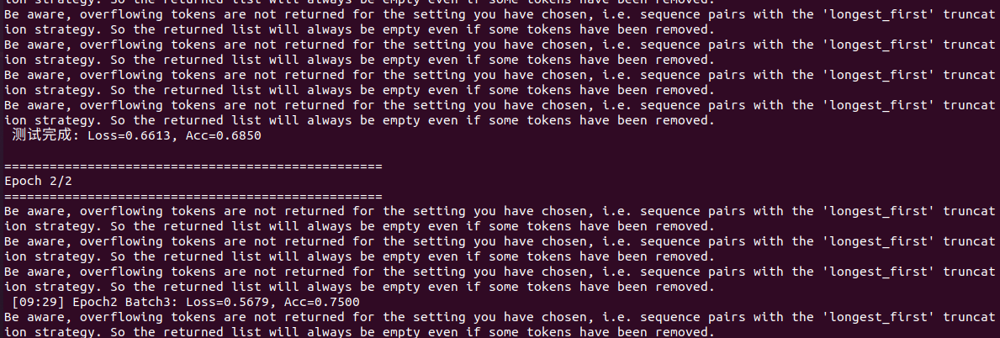 ion strategy. So the returned list will always be empty even if some tokens have been removed.
Be aware, overflowing tokens are not returned for the setting you have chosen, i.e. sequence pairs with the 'longest_first' truncat
ion strategy. So the returned list will always be empty even if some tokens have been removed.
Be aware, overflowing tokens are not returned for the setting you have chosen, i.e. sequence pairs with the 'longest_first' truncat
ion strategy. So the returned list will always be empty even if some tokens have been removed.
Be aware, overflowing tokens are not returned for the setting you have chosen, i.e. sequence pairs with the 'longest_first' truncat
ion strategy. So the returned list will always be empty even if some tokens have been removed.
Be aware, overflowing tokens are not returned for the setting you have chosen, i.e. sequence pairs with the 'longest_first' truncat
ion strategy. So the returned list will always be empty even if some tokens have been removed.
测试完成: Loss=0.6613, Acc=0.6850
==================================================
Epoch 2/2
==================================================
Be aware, overflowing tokens are not returned for the setting you have chosen, i.e. sequence pairs with the 'longest_first' truncat
ion strategy. So the returned list will always be empty even if some tokens have been removed.
Be aware, overflowing tokens are not returned for the setting you have chosen, i.e. sequence pairs with the 'longest_first' truncat
ion strategy. So the returned list will always be empty even if some tokens have been removed.
Be aware, overflowing tokens are not returned for the setting you have chosen, i.e. sequence pairs with the 'longest_first' truncat
ion strategy. So the returned list will always be empty even if some tokens have been removed.
[09:29] Epoch2 Batch3: Loss=0.5679, Acc=0.7500
Be aware, overflowing tokens are not returned for the setting you have chosen, i.e. sequence pairs with the 'longest_first' truncat
ion strategy. So the returned list will always be empty even if some tokens have been removed.